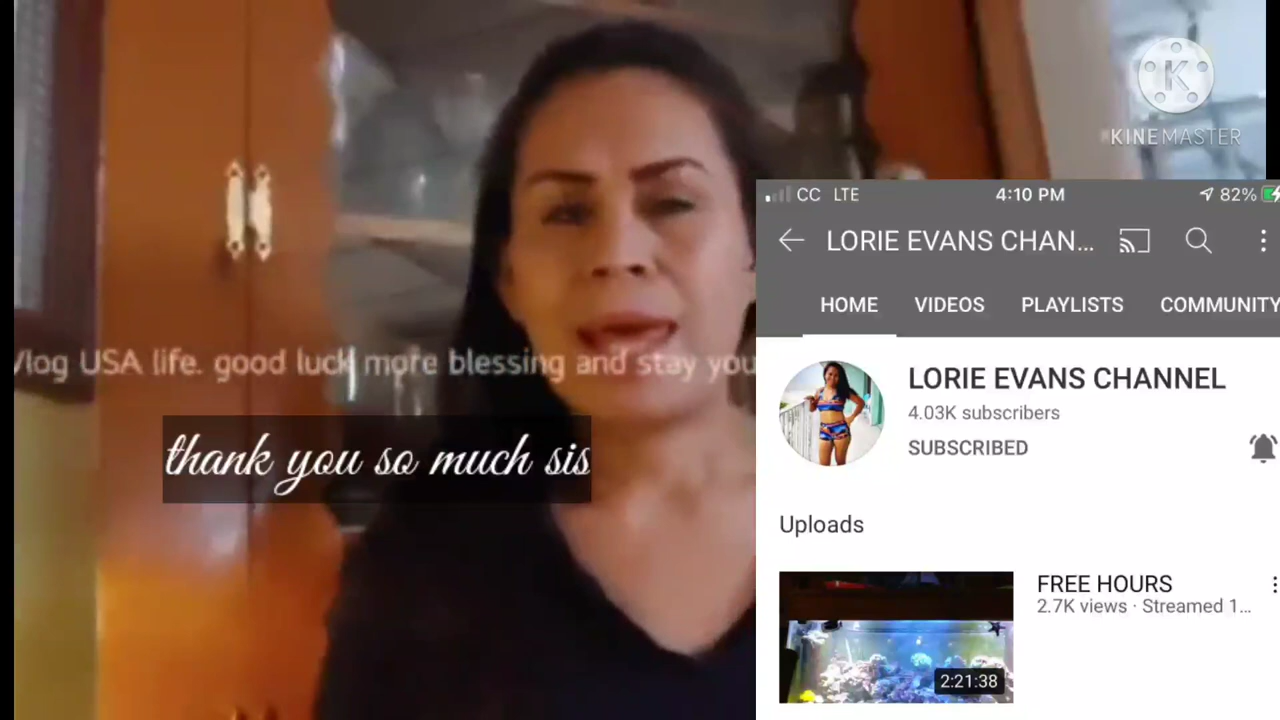 KINEMASTER
Vlog USA life. good luck more blessing and stay you
thank you so much sis
CC LTE 4:10 PM 82%
LORIE EVANS CHAN...
HOME VIDEOS PLAYLISTS COMMUNITY
LORIE EVANS CHANNEL
4.03K subscribers
SUBSCRIBED
Uploads
FREE HOURS
2.7K views · Streamed 1...
2:21:38